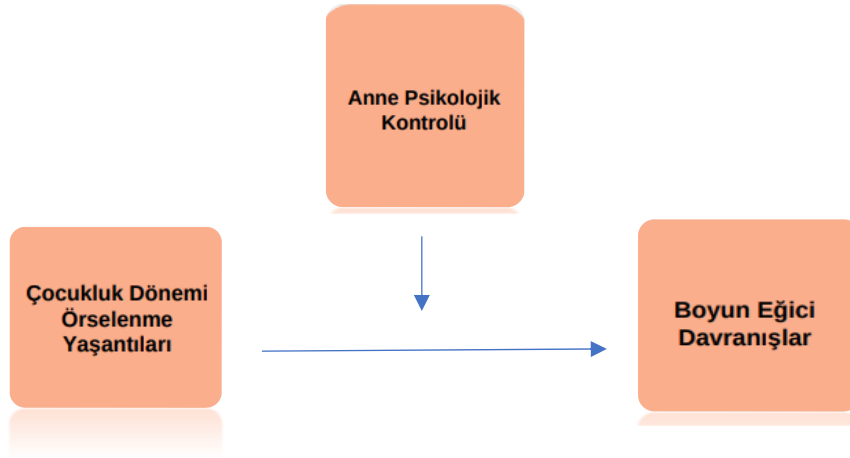 Anne Psikolojik
Kontrolü
Çocukluk Dönemi
Örselenme
Yaşantıları
Boyun Eğici
Davranışlar